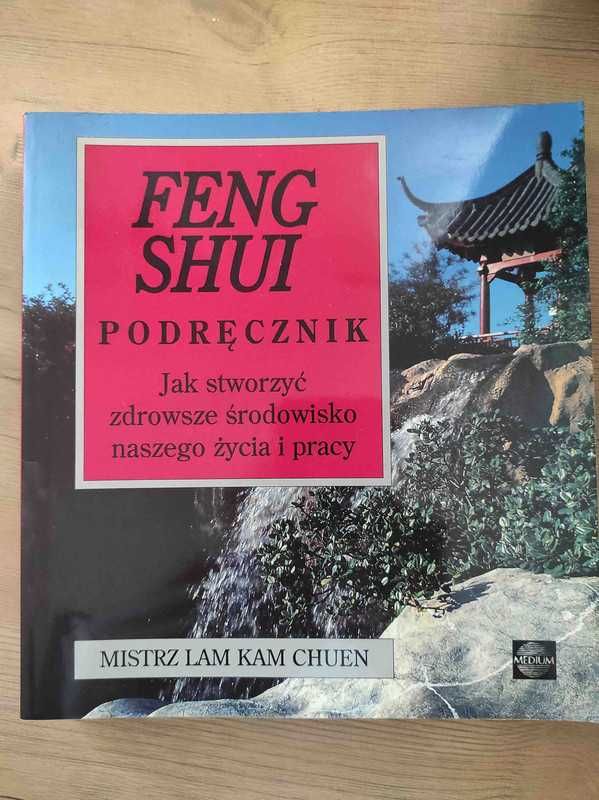 FENG
SHUI
PODRĘCZNIK
Jak stworzyć
zdrowsze środowisko
naszego życia i pracy
MISTRZ LAM KAM CHUEN
MEDIUM